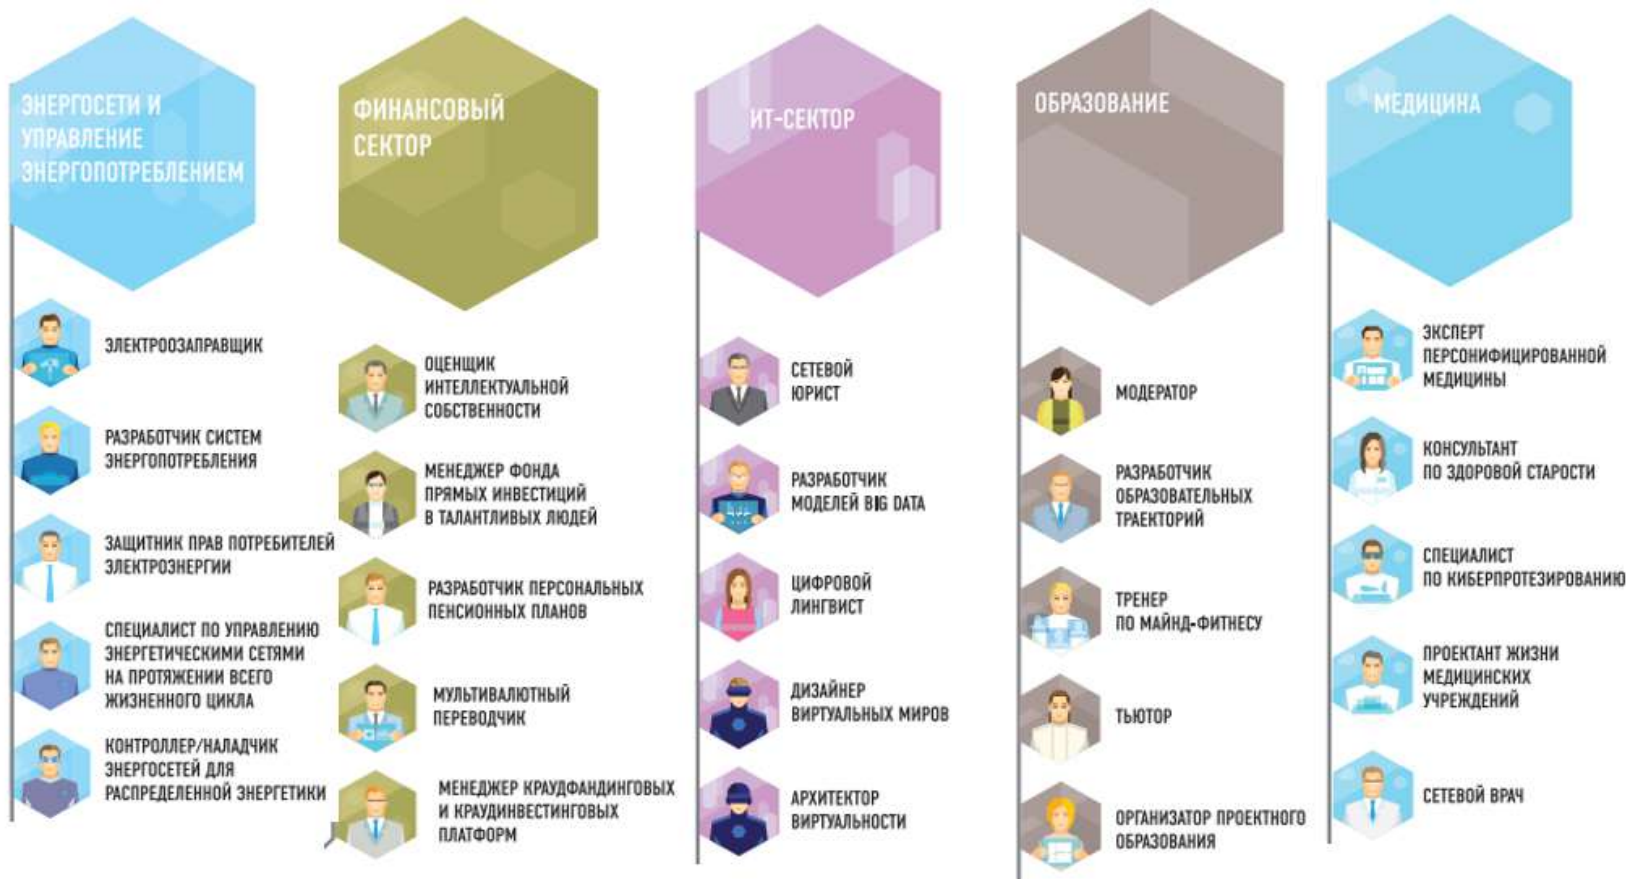 ЭНЕРГОСЕТИ И
УПРАВЛЕНИЕ
ЭНЕРГОПОТРЕБЛЕНИЕМ
ЭЛЕКТРООЗАПРАВЩИК
РАЗРАБОТЧИК СИСТЕМ
ЭНЕРГОПОТРЕБЛЕНИЯ
ЗАЩИТНИК ПРАВ ПОТРЕБИТЕЛЕЙ
ЭЛЕКТРОЭНЕРГИИ
СПЕЦИАЛИСТ ПО УПРАВЛЕНИЮ
ЭНЕРГЕТИЧЕСКИМИ СЕТЯМИ
НА ПРОТЯЖЕНИИ ВСЕГО
ЖИЗНЕННОГО ЦИКЛА
КОНТРОЛЛЕР/НАЛАДЧИК
ЭНЕРГОСЕТЕЙ ДЛЯ
РАСПРЕДЕЛЕННОЙ ЭНЕРГЕТИКИ
ФИНАНСОВЫЙ
СЕКТОР
ОЦЕНЩИК
ИНТЕЛЛЕКТУАЛЬНОЙ
СОБСТВЕННОСТИ
МЕНЕДЖЕР ФОНДА
ПРЯМЫХ ИНВЕСТИЦИЙ
В ТАЛАНТЛИВЫХ ЛЮДЕЙ
РАЗРАБОТЧИК ПЕРСОНАЛЬНЫХ
ПЕНСИОННЫХ ПЛАНОВ
МУЛЬТИВАЛЮТНЫЙ
ПЕРЕВОДЧИК
МЕНЕДЖЕР КРАУДФАНДИНГОВЫХ
И КРАУДИНВЕСТИНГОВЫХ
ПЛАТФОРМ
ИТ-СЕКТОР
СЕТЕВОЙ
ЮРИСТ
РАЗРАБОТЧИК
МОДЕЛЕЙ BIG DATA
ЦИФРОВОЙ
ЛИНГВИСТ
ДИЗАЙНЕР
ВИРТУАЛЬНЫХ МИРОВ
АРХИТЕКТОР
ВИРТУАЛЬНОСТИ
ОБРАЗОВАНИЕ
МОДЕРАТОР
РАЗРАБОТЧИК
ОБРАЗОВАТЕЛЬНЫХ
ТРАЕКТОРИЙ
ТРЕНЕР
ПО МАЙНД-ФИТНЕСУ
ТЬЮТОР
ОРГАНИЗАТОР ПРОЕКТНОГО
ОБРАЗОВАНИЯ
МЕДИЦИНА
ЭКСПЕРТ
ПЕРСОНИФИЦИРОВАННОЙ
МЕДИЦИНЫ
КОНСУЛЬТАНТ
ПО ЗДОРОВОЙ СТАРОСТИ
СПЕЦИАЛИСТ
ПО КИБЕРПРОТЕЗИРОВАНИЮ
ПРОЕКТАНТ ЖИЗНИ
МЕДИЦИНСКИХ
УЧРЕЖДЕНИЙ
СЕТЕВОЙ ВРАЧ